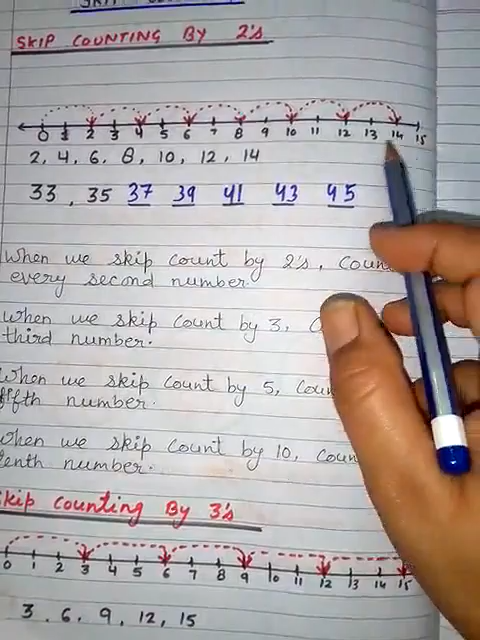 SKIP COUNTING BY 2's
0 1 2 3 4 5 6 7 8 9 10 11 12 13 14 15
2, 4, 6, 8, 10, 12, 14
33, 35 37 39 41 43 45
When we skip count by 2's, Coun
every second number.
When we skip count by 3,
third number.
When we skip count by 5, Coun
fifth number.
When we skip count by 10, Coun
tenth number.
Skip Counting By 3's
0 1 2 3 4 5 6 7 8 9 10 11 12 13 14 15
3, 6, 9, 12, 15